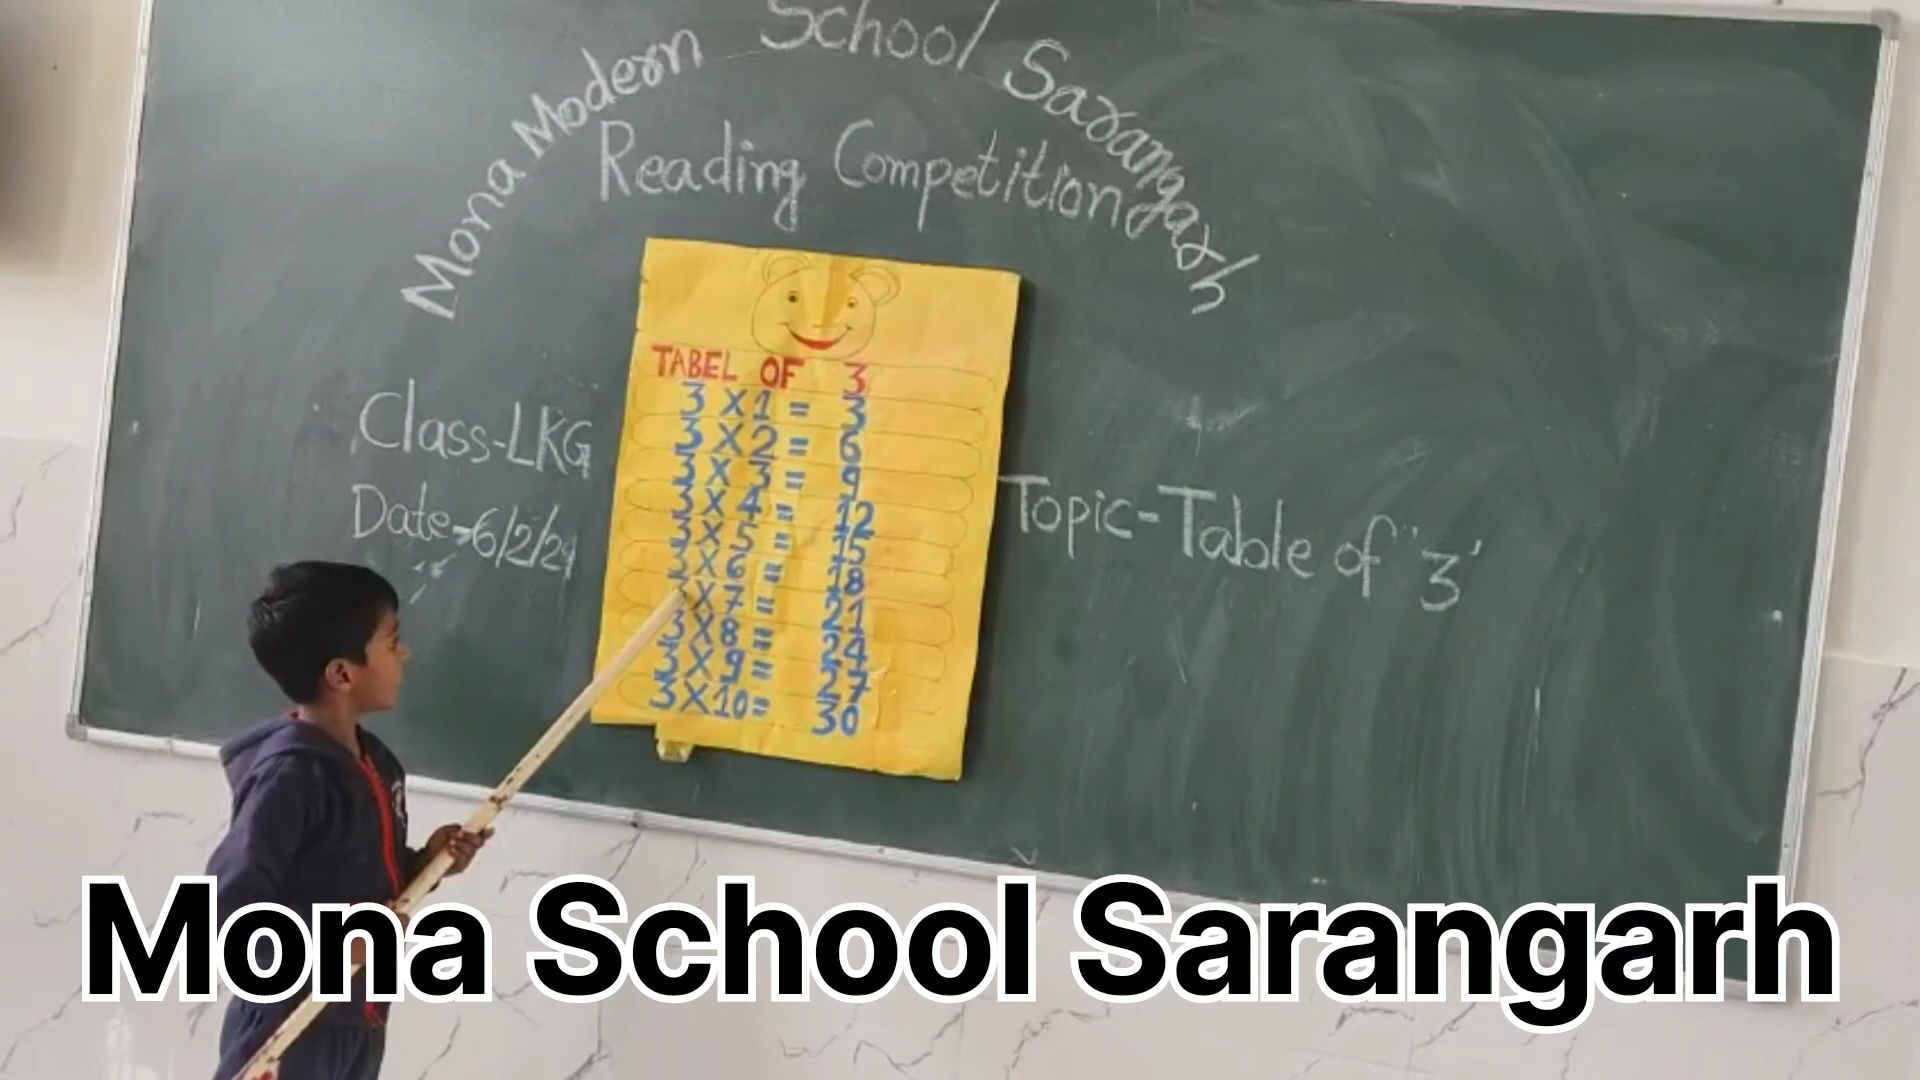 Mona Modern School Sarangarh
Reading Competition
TABEL OF 3
3 X 1 = 3
3 X 2 = 6
3 X 3 = 9
3 X 4 = 12
3 X 5 = 15
3 X 6 = 18
3 X 7 = 21
3 X 8 = 24
3 X 9 = 27
3 X 10 = 30
Class-LKG
Date-6/2/24
Topic-Table of '3'
Mona School Sarangarh